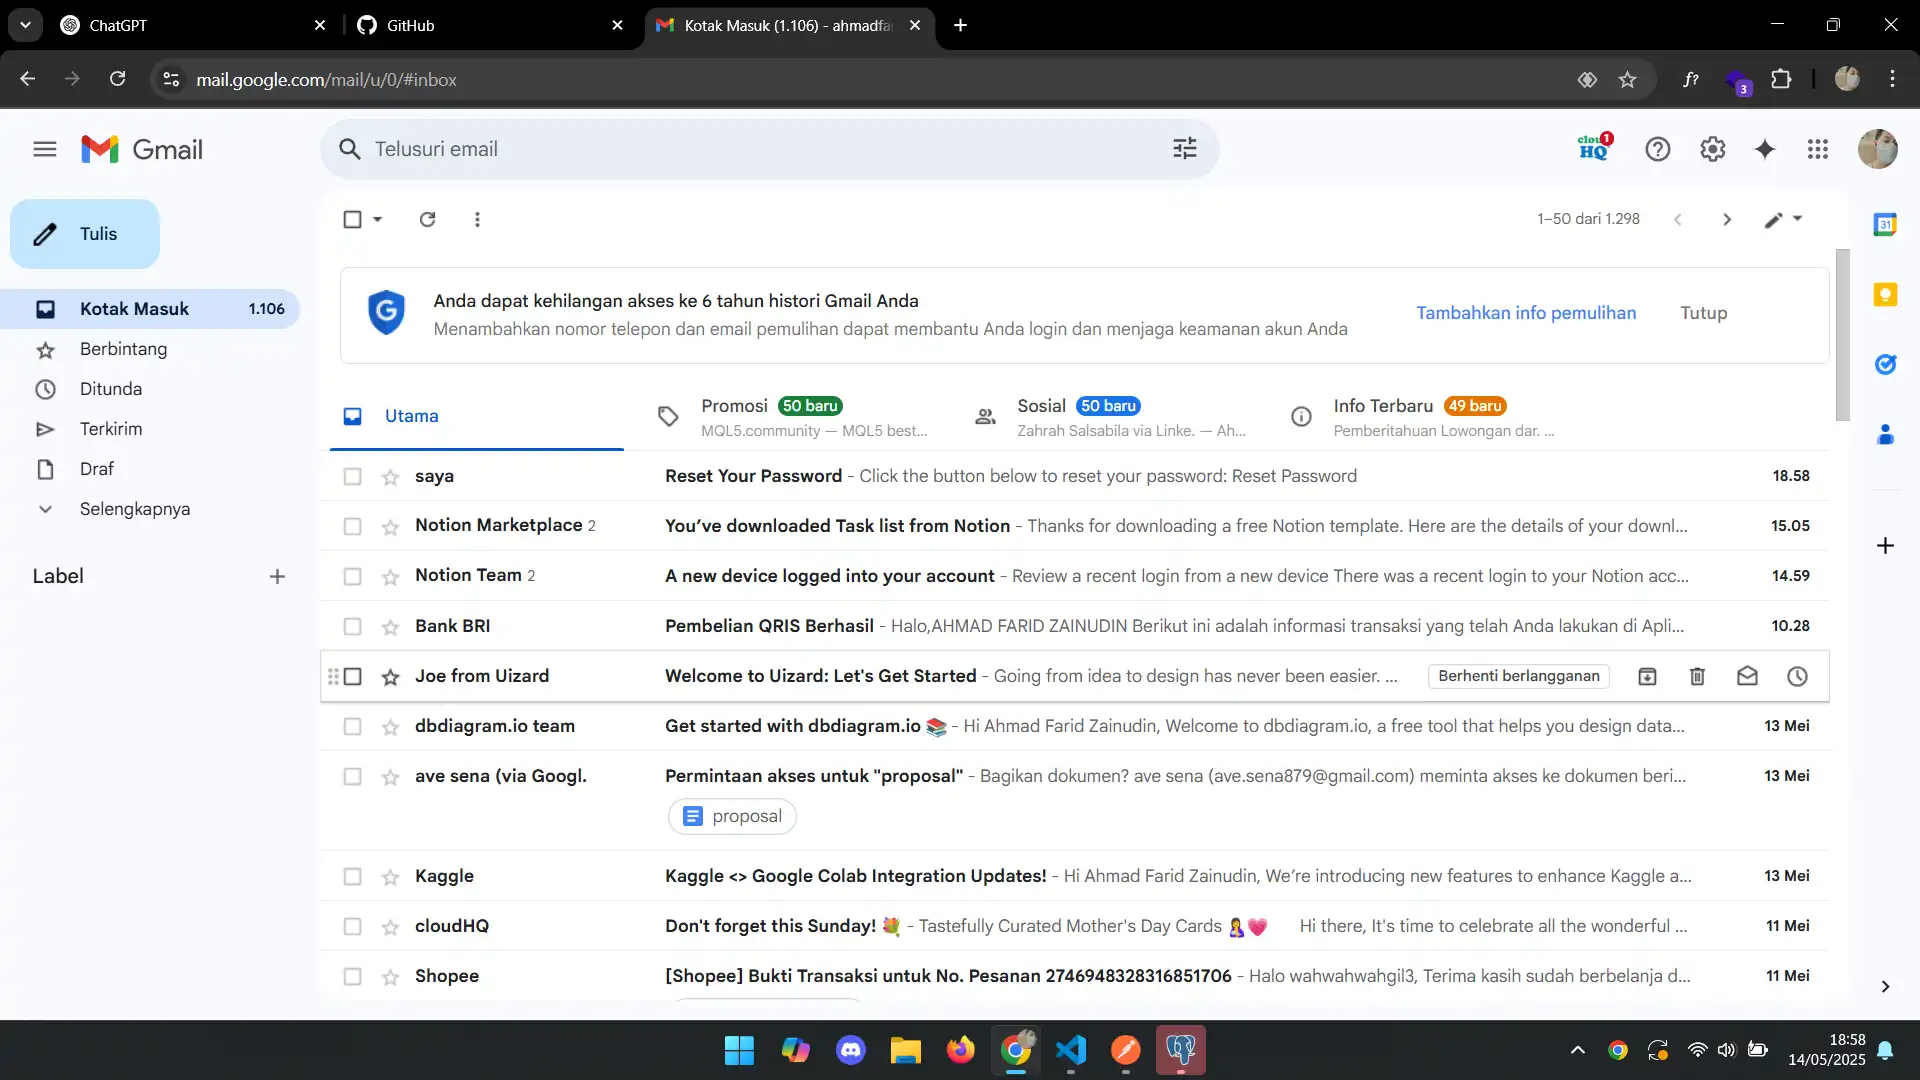 ChatGPT
GitHub
Kotak Masuk (1.106) - ahmadfa
mail.google.com/mail/u/0/#inbox
f?
3
Gmail
Telusuri email
HQ
1
Tulis
1–50 dari 1.298
31
Anda dapat kehilangan akses ke 6 tahun histori Gmail Anda
Menambahkan nomor telepon dan email pemulihan dapat membantu Anda login dan menjaga keamanan akun Anda
Tambahkan info pemulihan
Tutup
Kotak Masuk 1.106
Berbintang
Ditunda
Terkirim
Draf
Selengkapnya
Label
Utama
Promosi 50 baru
MQL5.community — MQL5 best...
Sosial 50 baru
Zahrah Salsabila via Linke. — Ah...
Info Terbaru 49 baru
Pemberitahuan Lowongan dar. ...
saya Reset Your Password - Click the button below to reset your password: Reset Password 18.58
Notion Marketplace 2 You’ve downloaded Task list from Notion - Thanks for downloading a free Notion template. Here are the details of your downl... 15.05
Notion Team 2 A new device logged into your account - Review a recent login from a new device There was a recent login to your Notion acc... 14.59
Bank BRI Pembelian QRIS Berhasil - Halo,AHMAD FARID ZAINUDIN Berikut ini adalah informasi transaksi yang telah Anda lakukan di Apli... 10.28
Joe from Uizard Welcome to Uizard: Let's Get Started - Going from idea to design has never been easier. ... Berhenti berlangganan
dbdiagram.io team Get started with dbdiagram.io 📚 - Hi Ahmad Farid Zainudin, Welcome to dbdiagram.io, a free tool that helps you design data... 13 Mei
ave sena (via Googl. Permintaan akses untuk "proposal" - Bagikan dokumen? ave sena (ave.sena879@gmail.com) meminta akses ke dokumen beri... 13 Mei
proposal
Kaggle Kaggle <> Google Colab Integration Updates! - Hi Ahmad Farid Zainudin, We’re introducing new features to enhance Kaggle a... 13 Mei
cloudHQ Don't forget this Sunday! 💐 - Tastefully Curated Mother's Day Cards 🤱💗 Hi there, It's time to celebrate all the wonderful ... 11 Mei
Shopee [Shopee] Bukti Transaksi untuk No. Pesanan 2746948328316851706 - Halo wahwahwahgil3, Terima kasih sudah berbelanja d... 11 Mei
18:58
14/05/2025